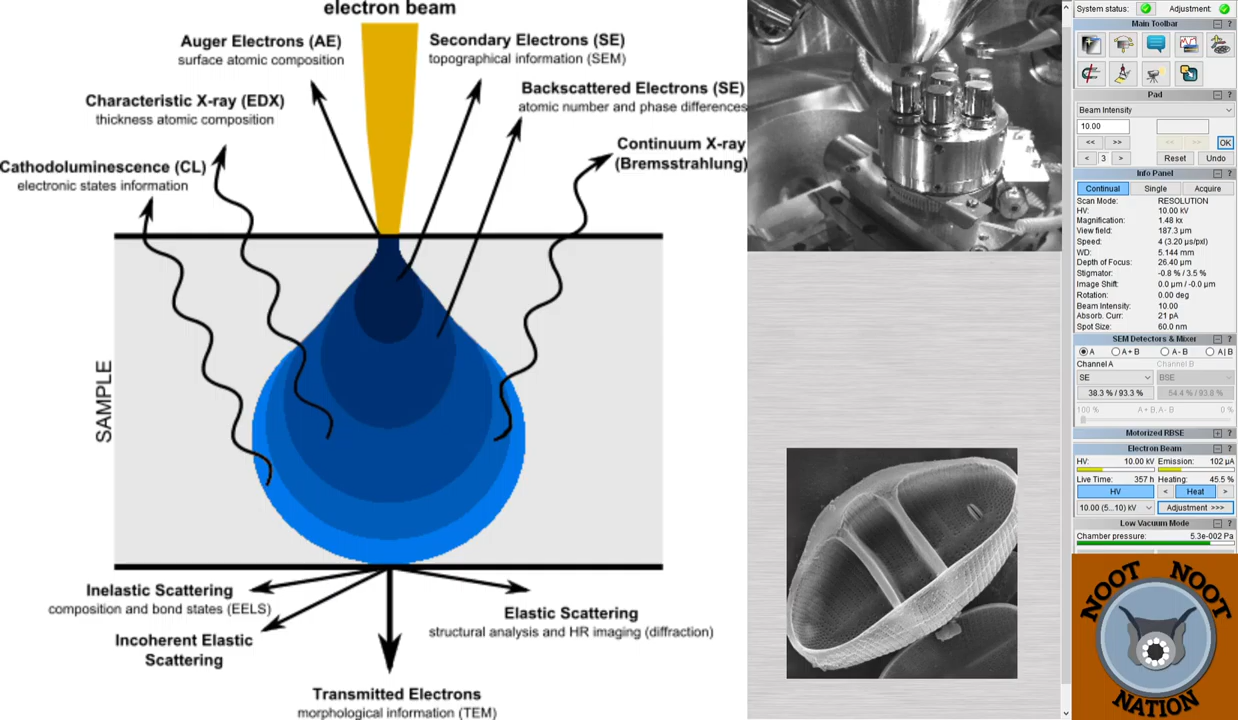 electron beam
Auger Electrons (AE)
surface atomic composition
Secondary Electrons (SE)
topographical information (SEM)
Characteristic X-ray (EDX)
thickness atomic composition
Backscattered Electrons (SE)
atomic number and phase differences
Cathodoluminescence (CL)
electronic states information
Continuum X-ray
(Bremsstrahlung)
SAMPLE
Inelastic Scattering
composition and bond states (EELS)
Incoherent Elastic
Scattering
Elastic Scattering
structural analysis and HR imaging (diffraction)
Transmitted Electrons
morphological information (TEM)
System status: Adjustment:
Main Toolbar
Pad
Beam Intensity
10.00
<< >> << >> OK
< 3 > Reset Undo
Info Panel
Continual Single Acquire
Scan Mode: RESOLUTION
HV: 10.00 kV
Magnification: 1.48 kx
View field: 187.3 µm
Speed: 4 (3.20 µs/pxl)
WD: 5.144 mm
Depth of Focus: 26.40 µm
Stigmator: -0.8 % / 3.5 %
Image Shift: 0.0 µm / -0.0 µm
Rotation: 0.00 deg
Beam Intensity: 10.00
Absorb. Curr: 21 pA
Spot Size: 60.0 nm
SEM Detectors & Mixer
A A + B A - B A | B
Channel A Channel B
SE BSE
38.3 % / 93.3 % 54.4 % / 93.8 %
100 % A + B;A - B 0 %
Motorized RBSE
Electron Beam
HV: 10.00 kV Emission: 102 µA
Live Time: 357 h Heating: 45.5 %
HV < Heat >
10.00 (5...10) kV Adjustment >>>
Low Vacuum Mode
Chamber pressure: 5.3e-002 Pa
NOOT NOOT
NATION